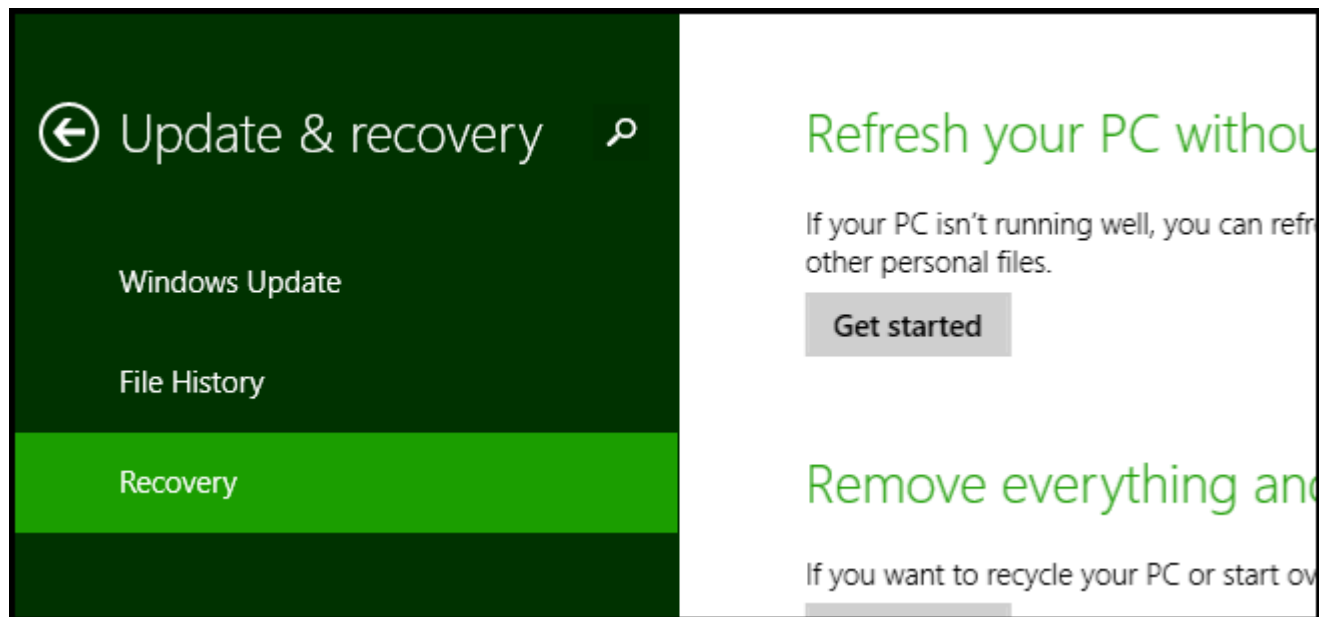 Update & recovery
Windows Update
File History
Recovery
Refresh your PC withou
If your PC isn't running well, you can refr
other personal files.
Get started
Remove everything and
If you want to recycle your PC or start ov